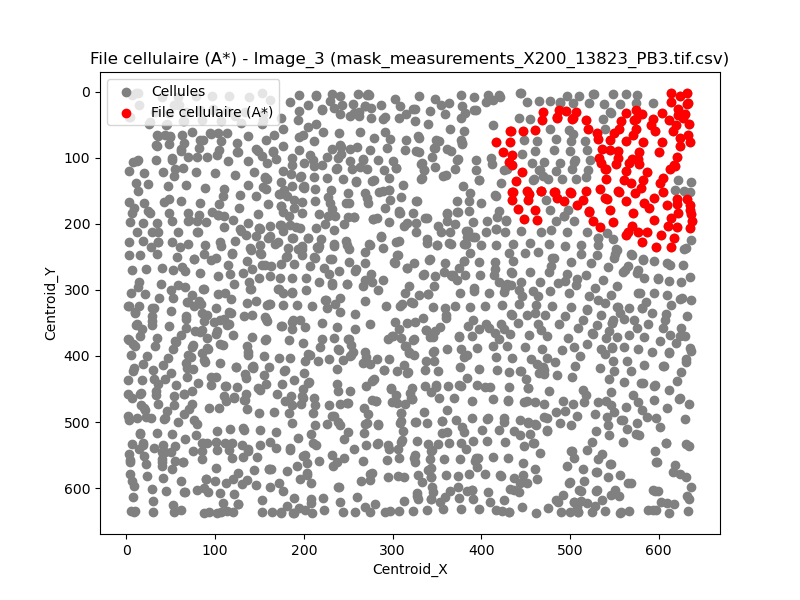 File cellulaire (A*) - Image_3 (mask_measurements_X200_13823_PB3.tif.csv)
Cellules
File cellulaire (A*)
0
100
200
300
400
500
600
Centroid_Y
0 100 200 300 400 500 600
Centroid_X